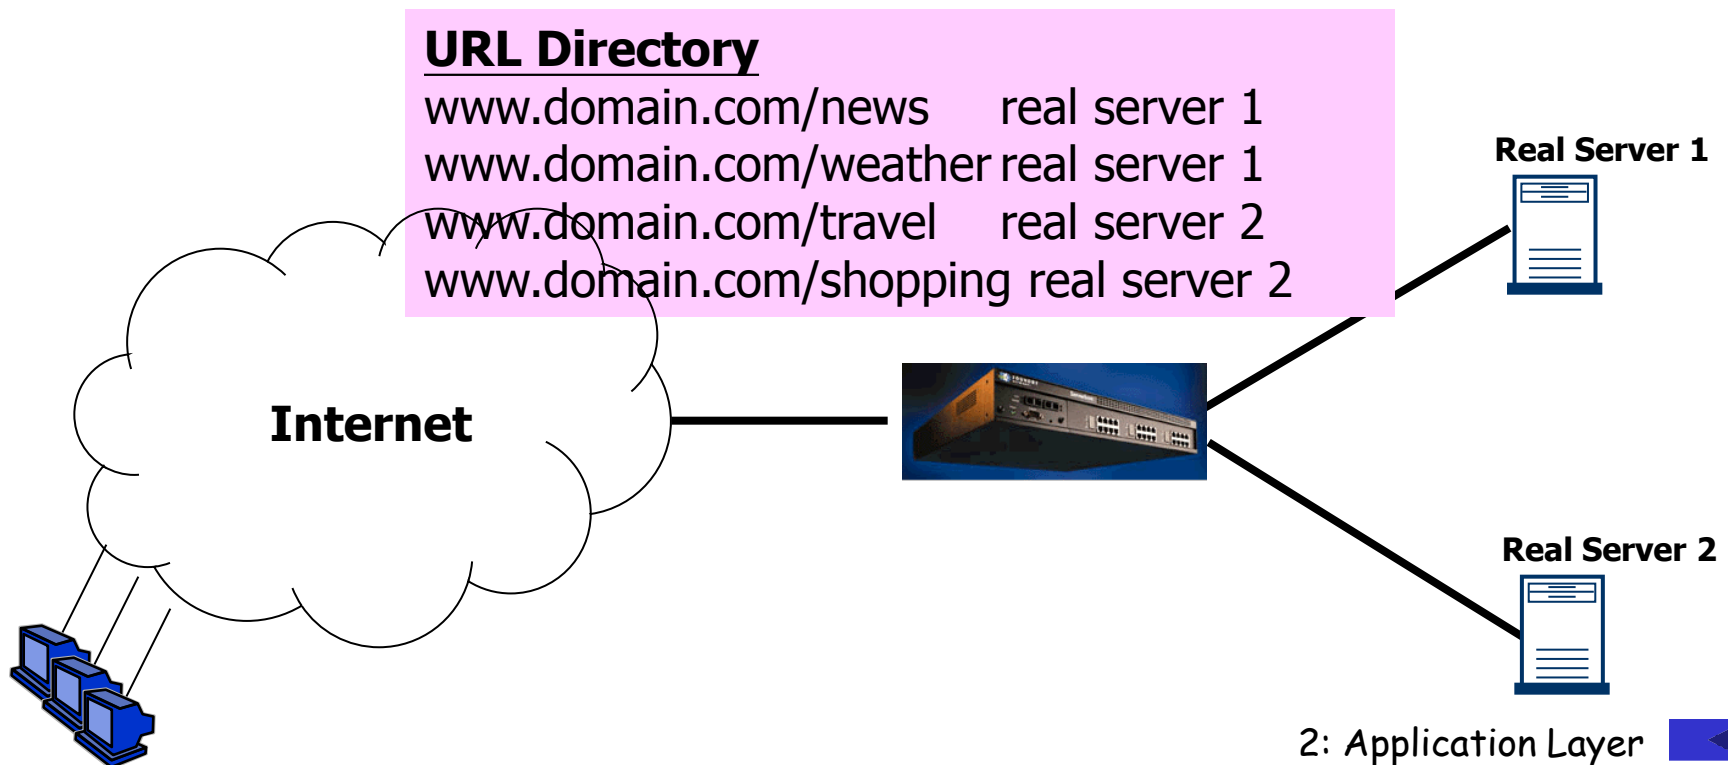 URL Directory
www.domain.com/news real server 1
www.domain.com/weather real server 1
www.domain.com/travel real server 2
www.domain.com/shopping real server 2
Real Server 1
Internet
FOUNDRY
Real Server 2
2: Application Layer